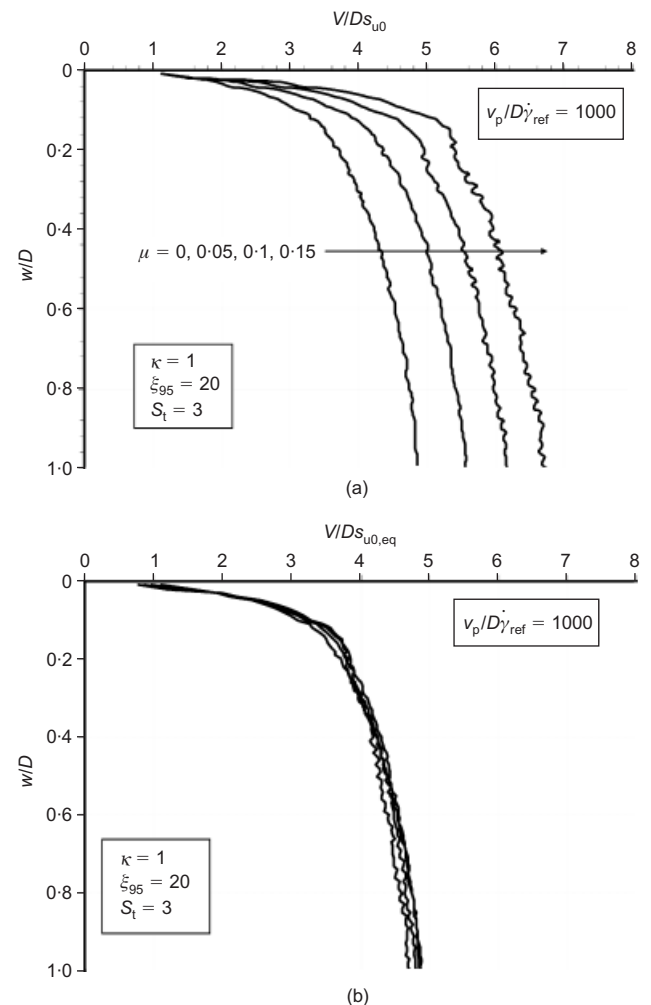 V/Ds_u0
0 1 2 3 4 5 6 7 8
0
v_p/Dγ̇_ref = 1000
0·2
0·4
μ = 0, 0·05, 0·1, 0·15
w/D
0·6
κ = 1
ξ_95 = 20
S_t = 3
0·8
1·0
(a)
V/Ds_u0,eq
0 1 2 3 4 5 6 7 8
0
v_p/Dγ̇_ref = 1000
0·2
0·4
w/D
0·6
κ = 1
ξ_95 = 20
S_t = 3
0·8
1·0
(b)